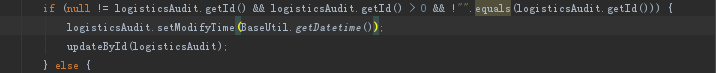 if (null != logisticsAudit.getId() && logisticsAudit.getId() > 0 && !"".equals(logisticsAudit.getId())) {
logisticsAudit.setModifyTime(BaseUtil.getDatetime());
updateById(logisticsAudit);
} else {